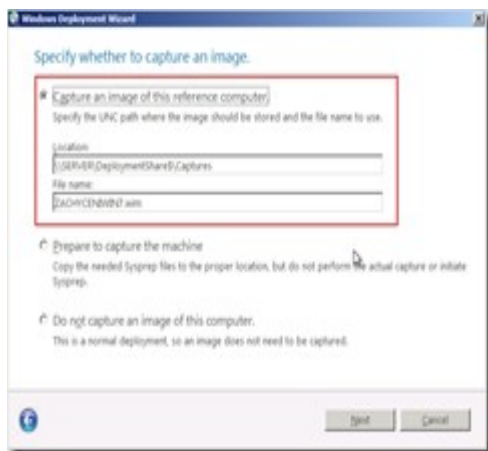 Windows Deployment Wizard
Specify whether to capture an image.
Capture an image of this reference computer.
Specify the UNC path where the image should be stored and the file name to use.
Location:
\\SERVER\DeploymentShare$\Captures
File name:
.wim
Prepare to capture the machine
Copy the needed Sysprep files to the proper location, but do not perform the actual capture or initiate
Sysprep.
Do not capture an image of this computer.
This is a normal deployment, so an image does not need to be captured.
Next
Cancel